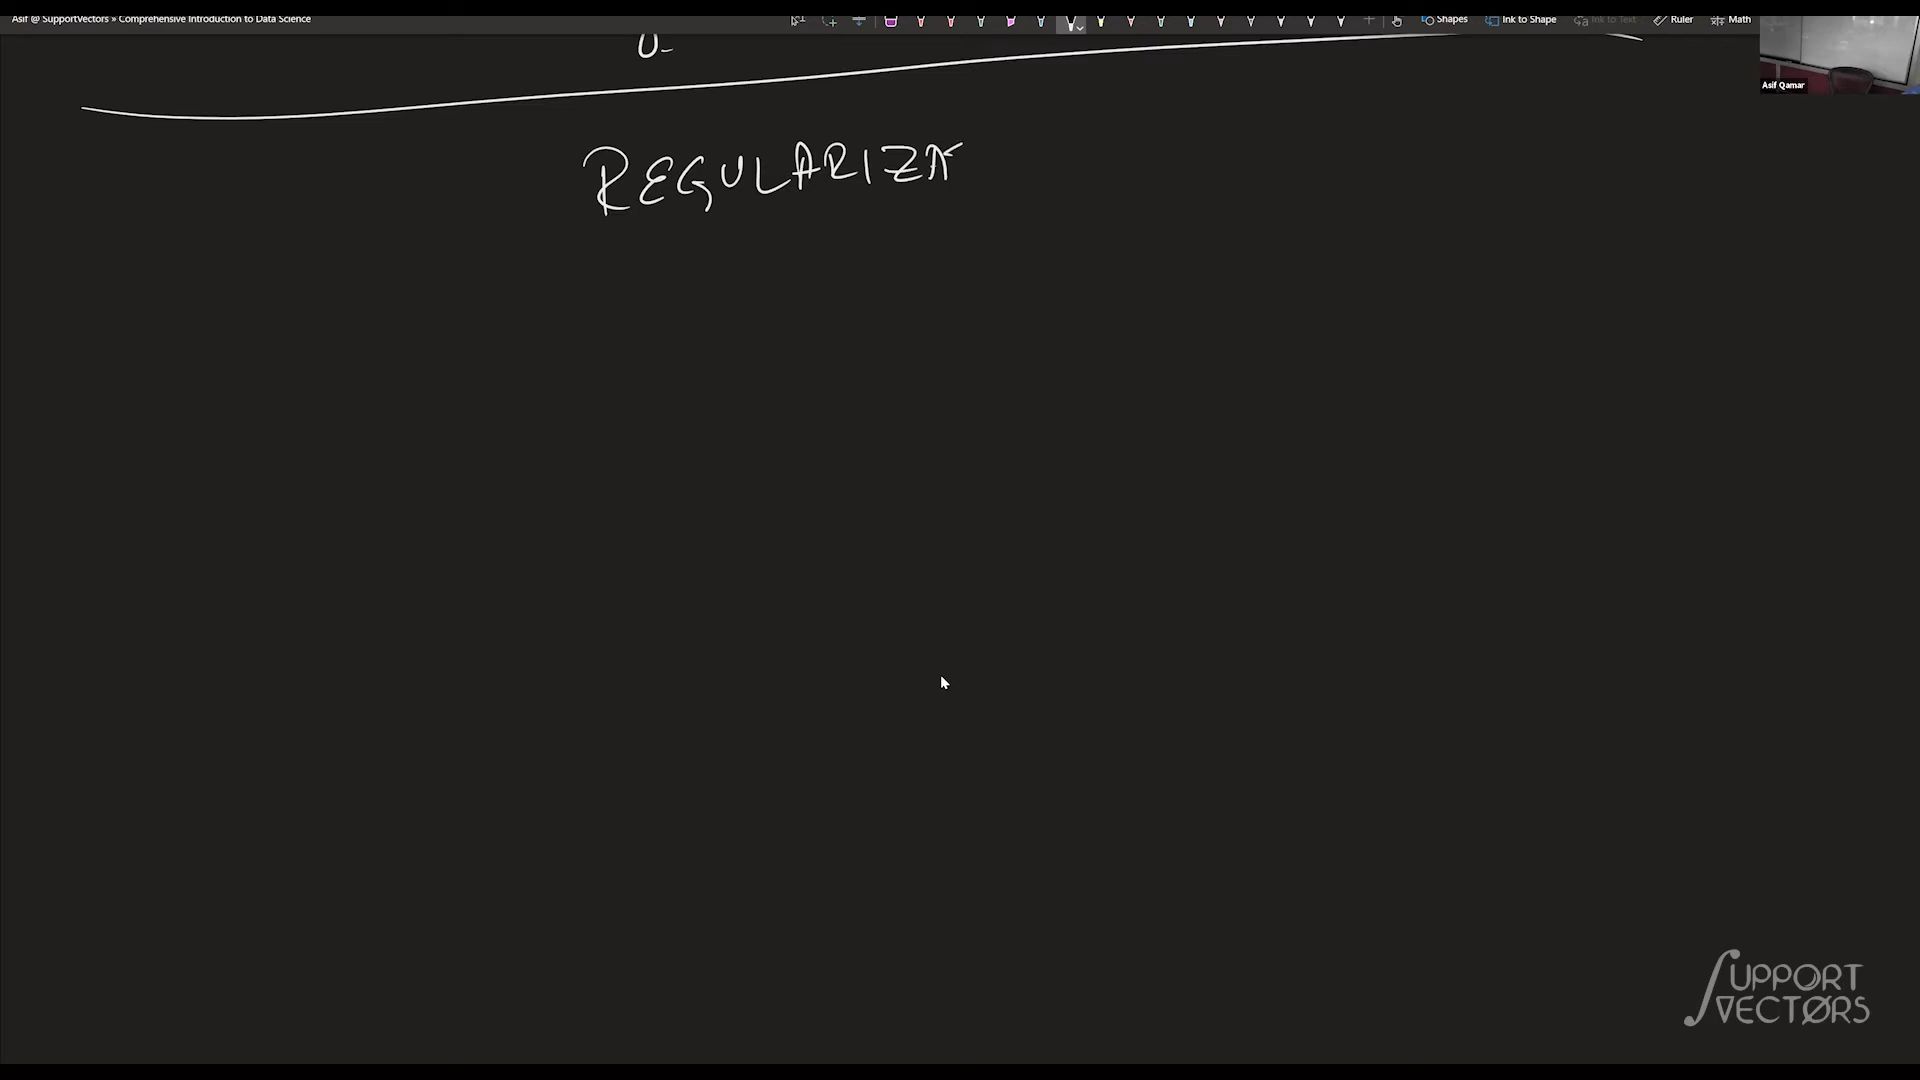 Asif @ SupportVectors » Comprehensive Introduction to Data Science
Shapes
Ink to Shape
Ink to Text
Ruler
Math
Asif Qamar
REGULARIZA
SUPPORT
VECTORS